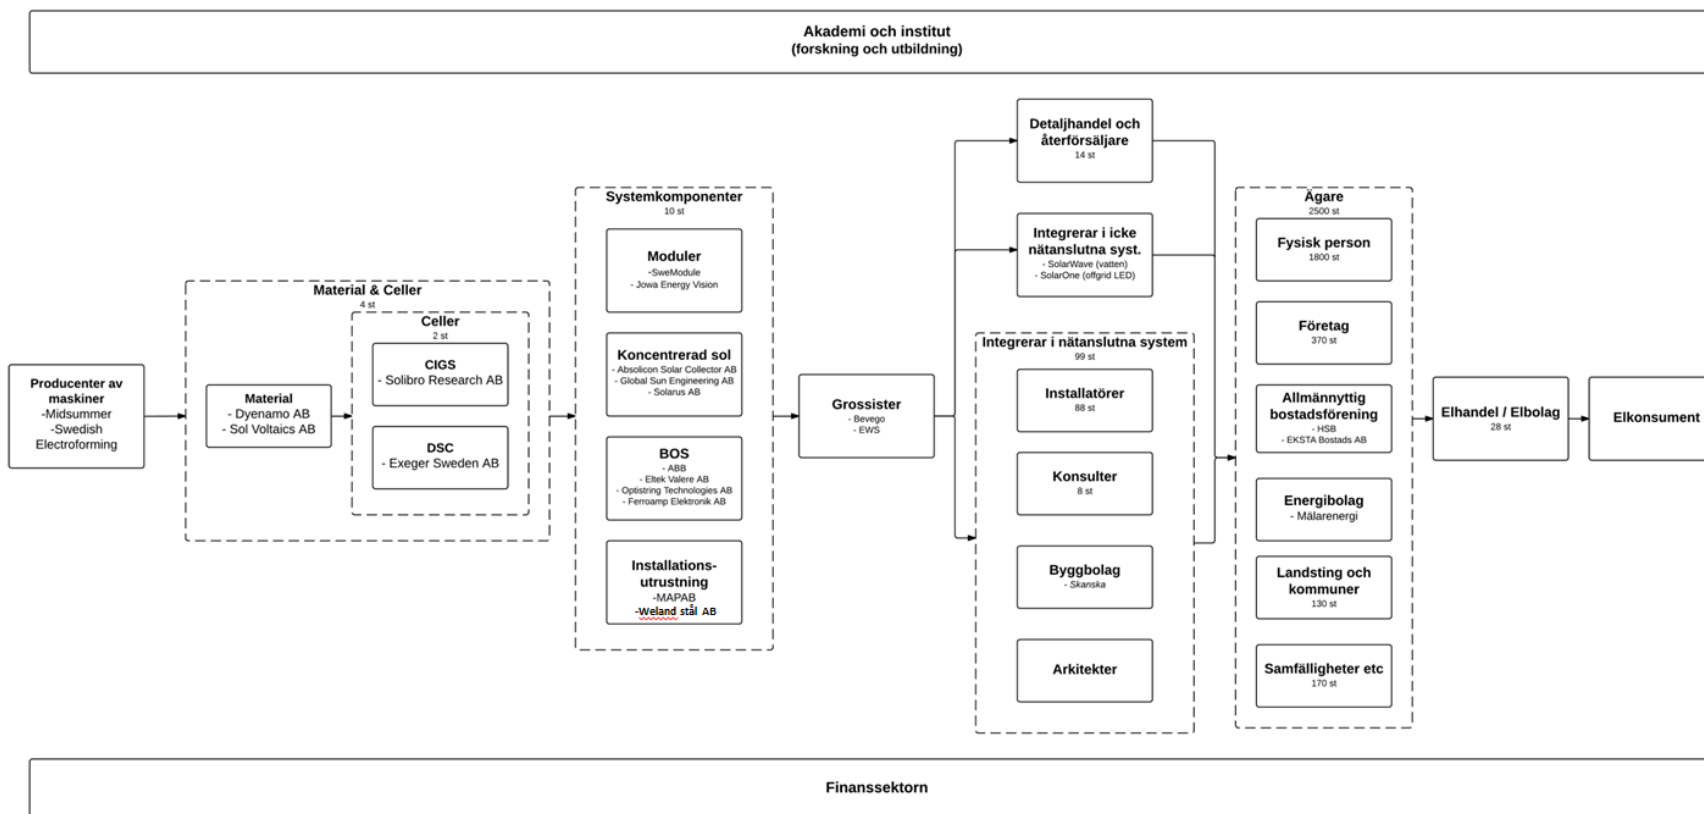 Akademi och institut
(forskning och utbildning)
Producenter av
maskiner
-Midsummer
-Swedish
Electroforming
Material & Celler
4 st
Material
- Dyenamo AB
- Sol Voltaics AB
Celler
2 st
CIGS
- Solibro Research AB
DSC
- Exeger Sweden AB
Systemkomponenter
10 st
Moduler
-SweModule
- Jowa Energy Vision
Koncentrerad sol
- Absolicon Solar Collector AB
- Global Sun Engineering AB
- Solarus AB
BOS
- ABB
- Eltek Valere AB
- Optistring Technologies AB
- Ferroamp Elektronik AB
Installations-
utrustning
-MAPAB
-Weland stål AB
Grossister
- Bevego
- EWS
Detaljhandel och
återförsäljare
14 st
Integrerar i icke
nätanslutna syst.
- SolarWave (vatten)
- SolarOne (offgrid LED)
Integrerar i nätanslutna system
99 st
Installatörer
88 st
Konsulter
8 st
Byggbolag
- Skanska
Arkitekter
Ägare
2500 st
Fysisk person
1800 st
Företag
370 st
Allmännyttig
bostadsförening
- HSB
- EKSTA Bostads AB
Energibolag
- Mälarenergi
Landsting och
kommuner
130 st
Samfälligheter etc
170 st
Elhandel / Elbolag
28 st
Elkonsument
Finanssektorn